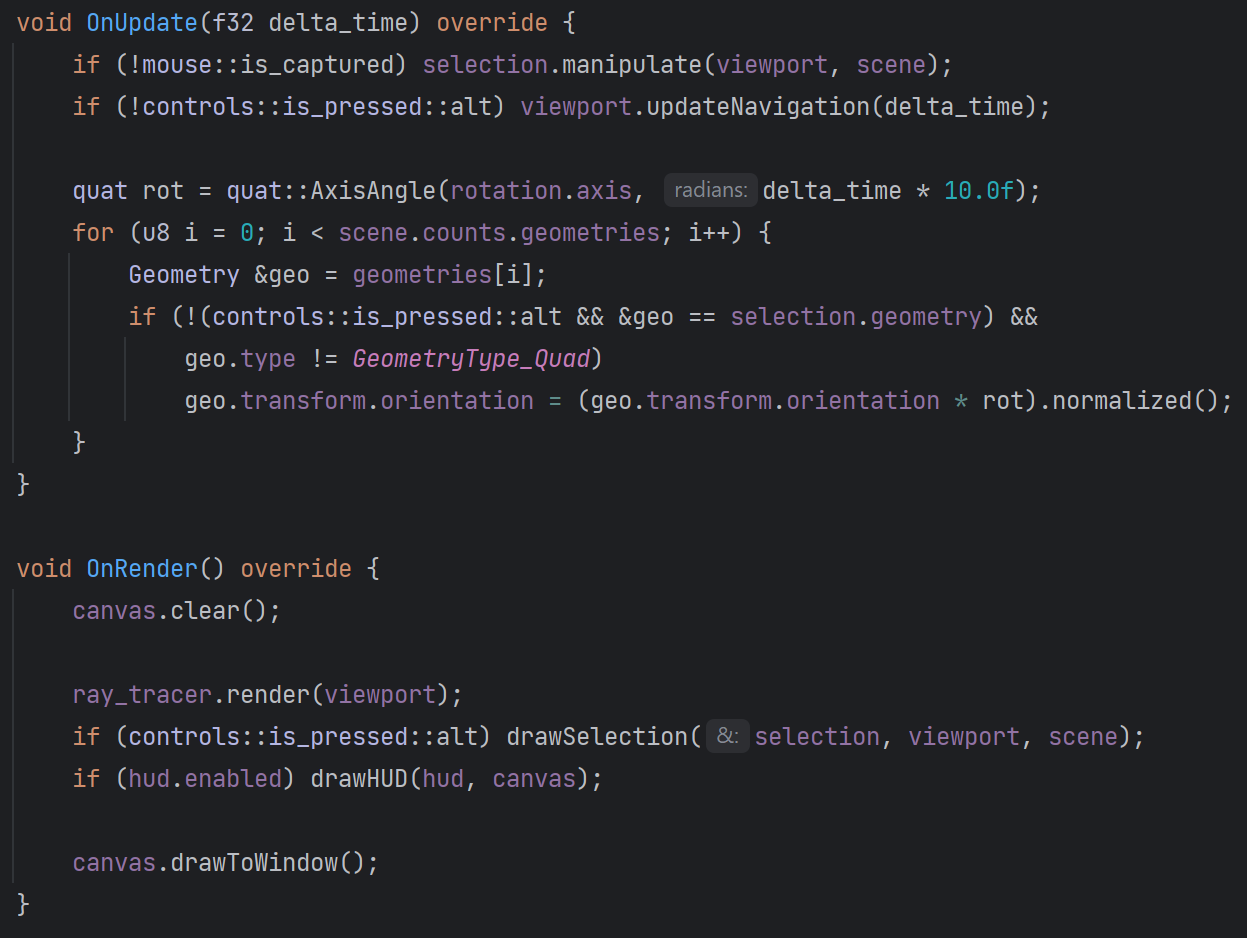 void OnUpdate(f32 delta_time) override {
    if (!mouse::is_captured) selection.manipulate(viewport, scene);
    if (!controls::is_pressed::alt) viewport.updateNavigation(delta_time);

    quat rot = quat::AxisAngle(rotation.axis, radians: delta_time * 10.0f);
    for (u8 i = 0; i < scene.counts.geometries; i++) {
        Geometry &geo = geometries[i];
        if (!(controls::is_pressed::alt && &geo == selection.geometry) &&
            geo.type != GeometryType_Quad)
            geo.transform.orientation = (geo.transform.orientation * rot).normalized();
    }
}

void OnRender() override {
    canvas.clear();

    ray_tracer.render(viewport);
    if (controls::is_pressed::alt) drawSelection(&: selection, viewport, scene);
    if (hud.enabled) drawHUD(hud, canvas);

    canvas.drawToWindow();
}